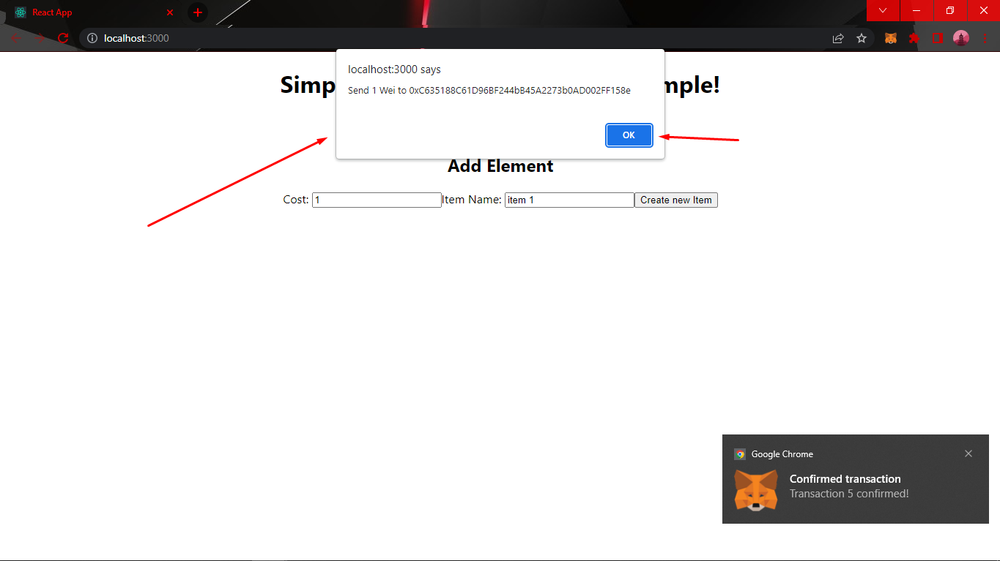 React App
localhost:3000
localhost:3000 says
Send 1 Wei to 0xC635188C61D96BF244bB45A2273b0AD002FF158e
OK
Simp mple!
Add Element
Cost: 1 Item Name: item 1 Create new Item
Google Chrome
Confirmed transaction
Transaction 5 confirmed!